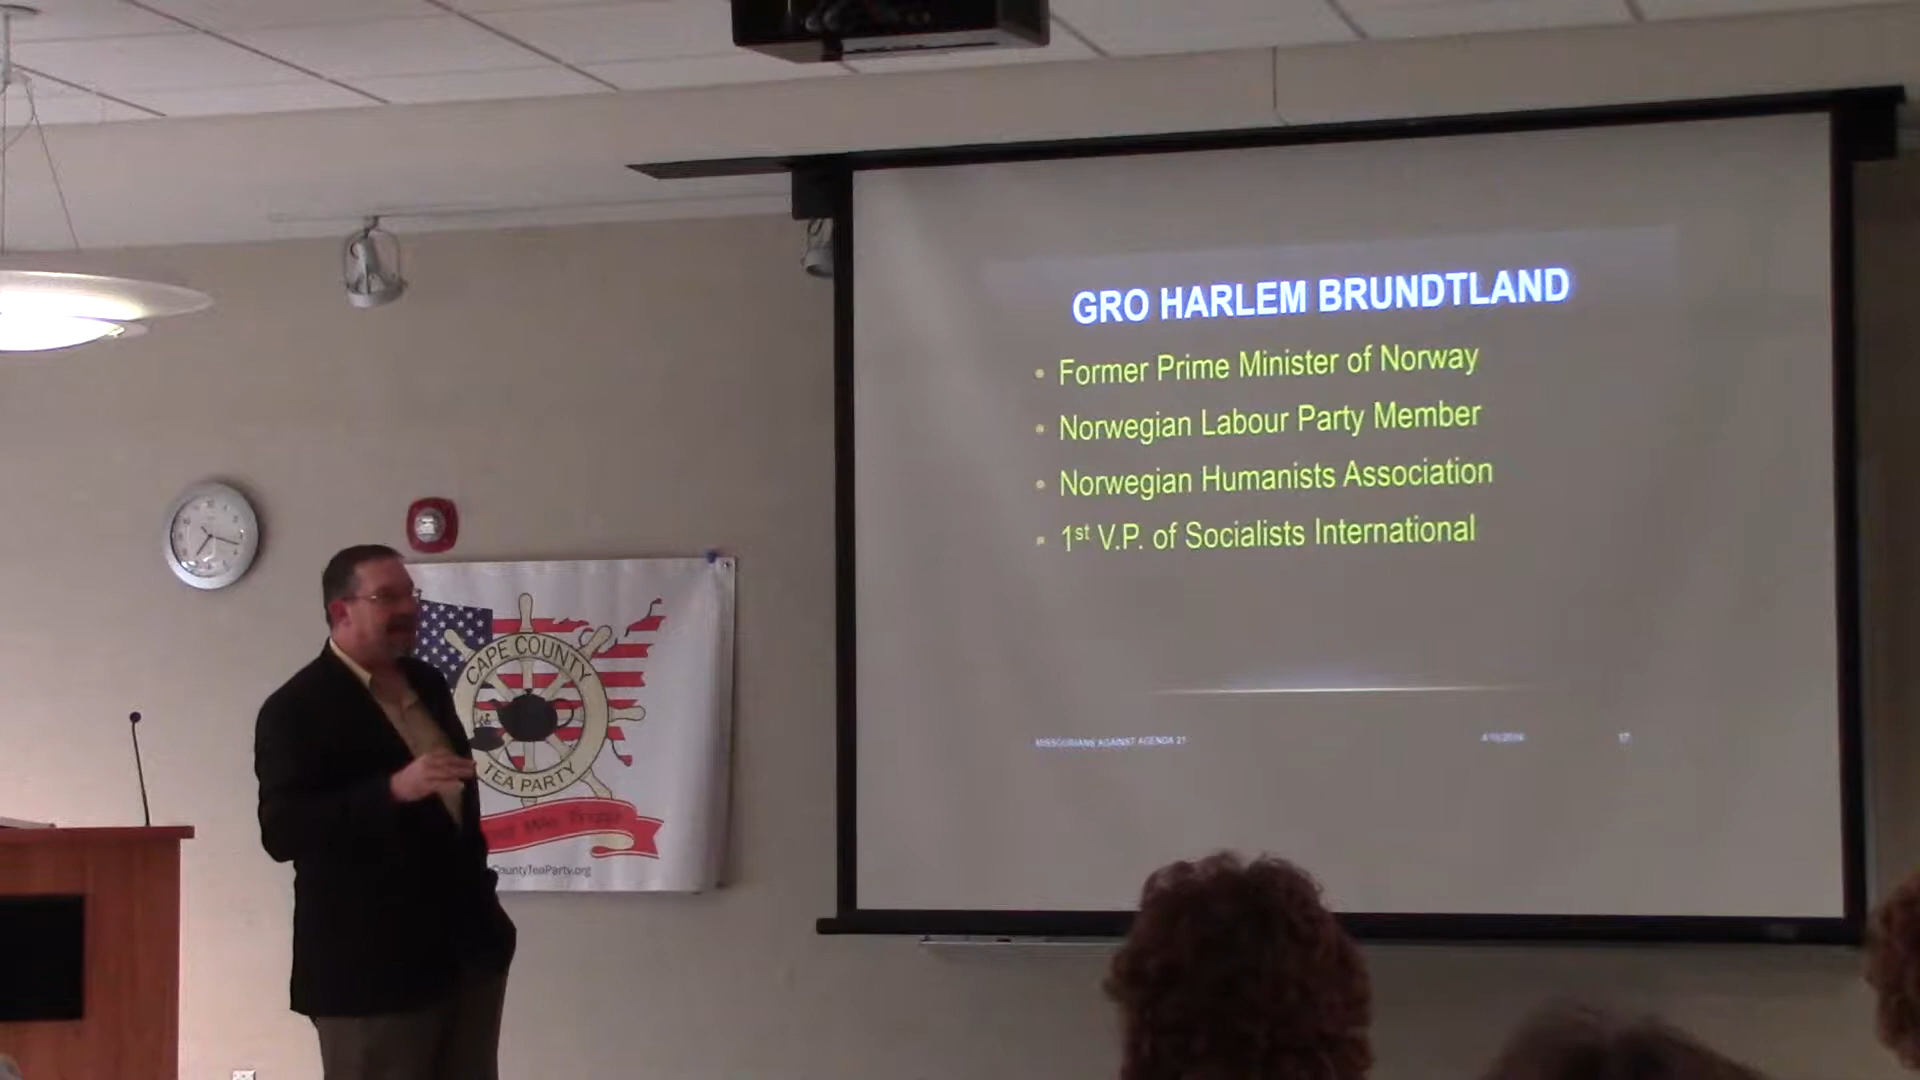 GRO HARLEM BRUNDTLAND
• Former Prime Minister of Norway
• Norwegian Labour Party Member
• Norwegian Humanists Association
• 1st V.P. of Socialists International
MISSOURIANS AGAINST AGENDA 21
17
CAPE COUNTY
TEA PARTY
CountyTeaParty.org